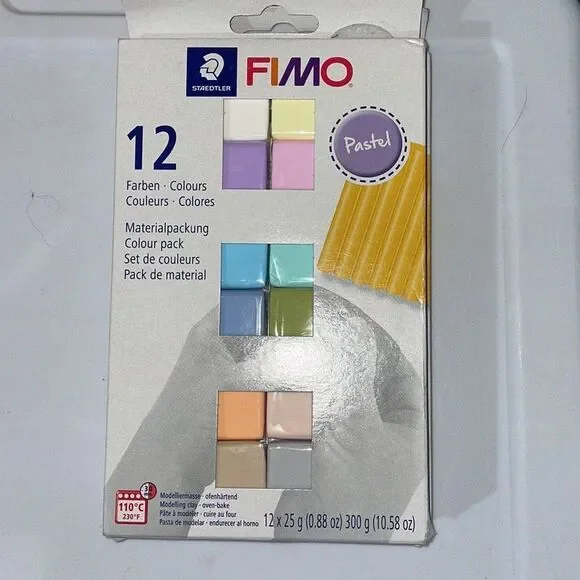 STAEDTLER
FIMO
Pastel
12
Farben · Colours
Couleurs · Colores
Materialpackung
Colour pack
Set de couleurs
Pack de material
30
110°C
230°F
Modelliermasse · ofenhärtend
Modelling clay · oven-bake
Pâte à modeler · cuire au four
Pasta de modelar · endurecer al horno
12 x 25 g (0.88 oz) 300 g (10.58 oz)